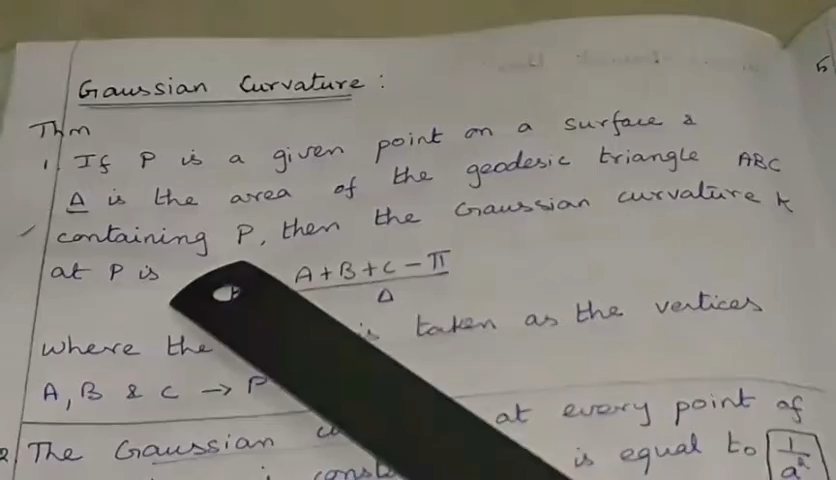 Gaussian Curvature :
Thm
1. If P is a given point on a surface &
Δ is the area of the geodesic triangle ABC
containing P, then the Gaussian curvature K
at P is A + B + C - π
Δ
where the is taken as the vertices
A, B & C → P
2 The Gaussian at every point of
is equal to 1